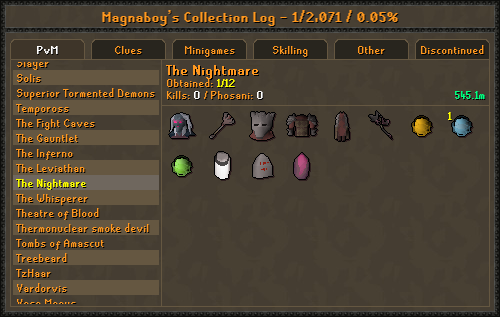 Magnaboy's Collection Log - 1/2,071 / 0.05%
PvM Clues Minigames Skilling Other Discontinued
Slayer
Solis
Superior Tormented Demons
Tempoross
The Fight Caves
The Gauntlet
The Inferno
The Leviathan
The Nightmare
The Whisperer
Theatre of Blood
Thermonuclear smoke devil
Tombs of Amascut
Treebeard
TzHaar
Vardorvis
The Nightmare
Obtained: 1/12
Kills: 0 / Phosani: 0 545.1m
1